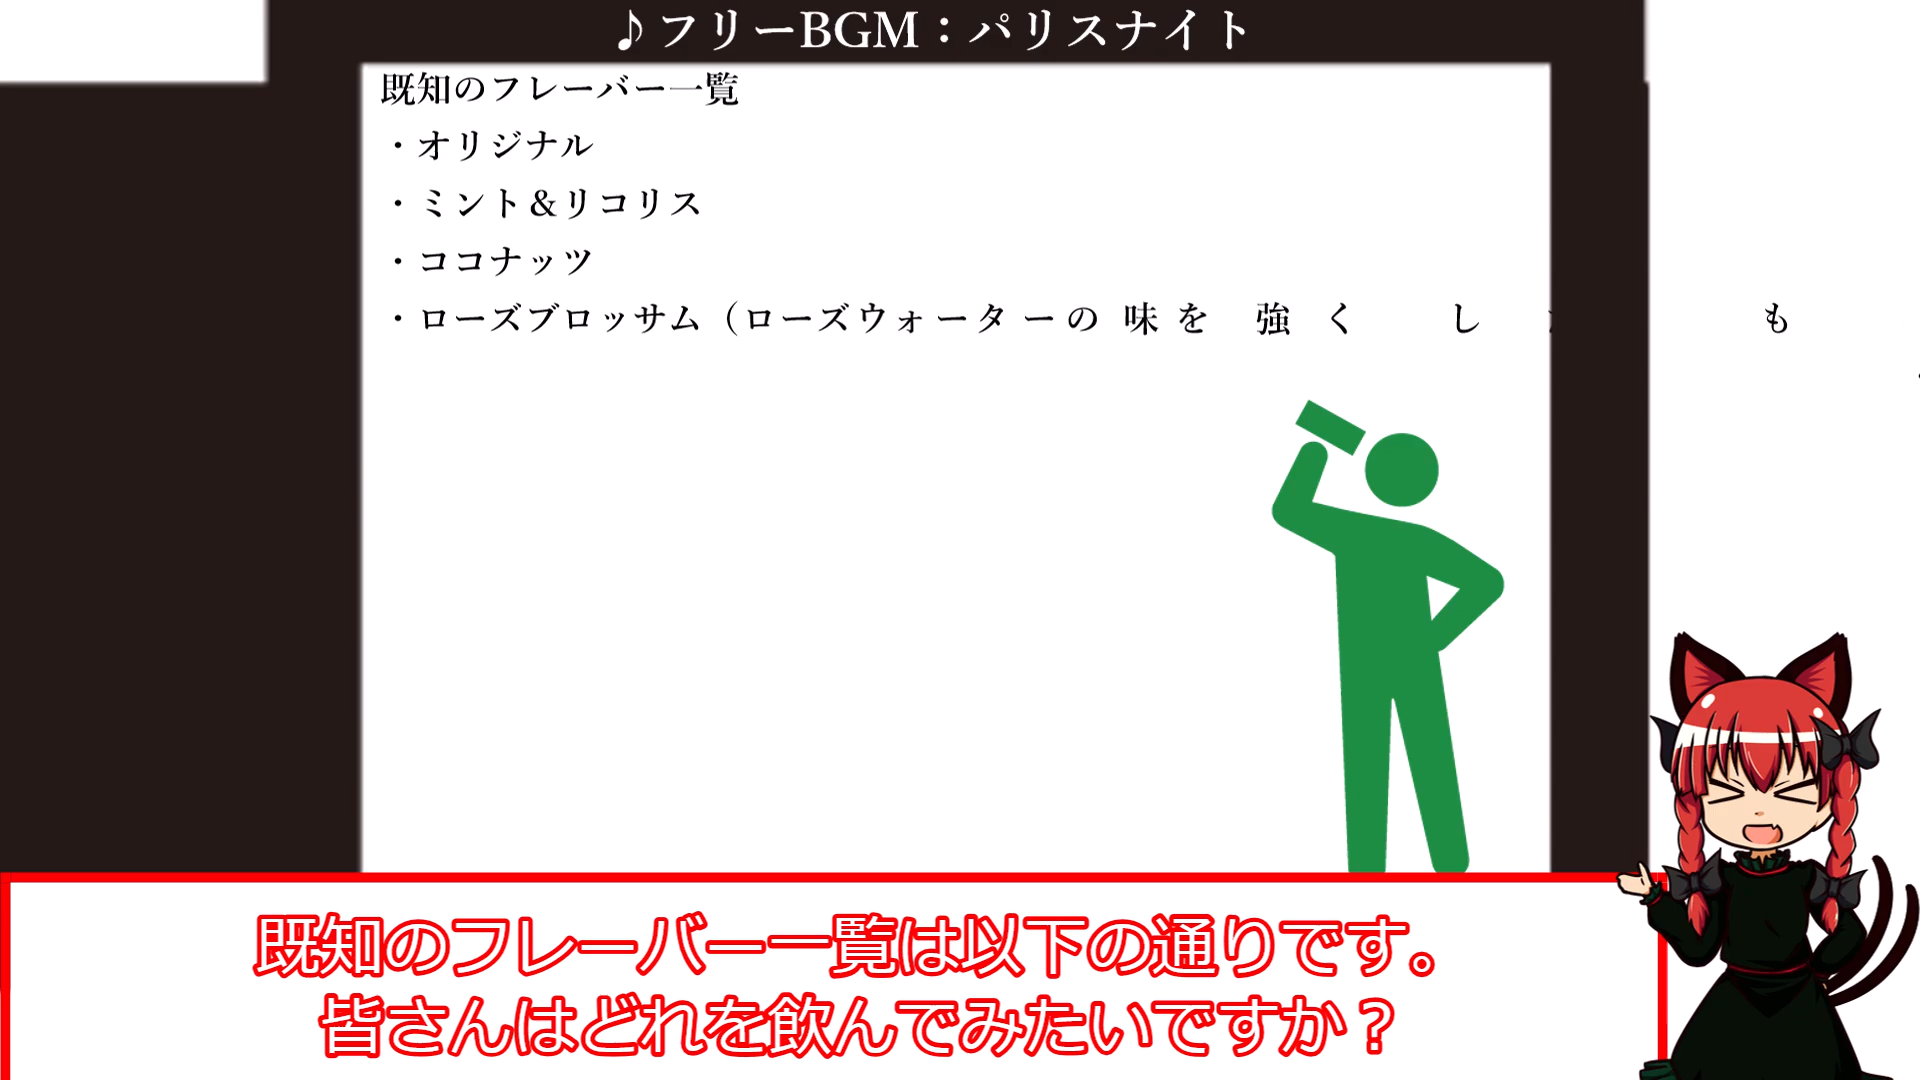 ♪フリーBGM：パリスナイト
既知のフレーバー一覧
・オリジナル
・ミント＆リコリス
・ココナッツ
・ローズブロッサム（ローズウォーターの味を強くし も
既知のフレーバー一覧は以下の通りです。
皆さんはどれを飲んでみたいですか？